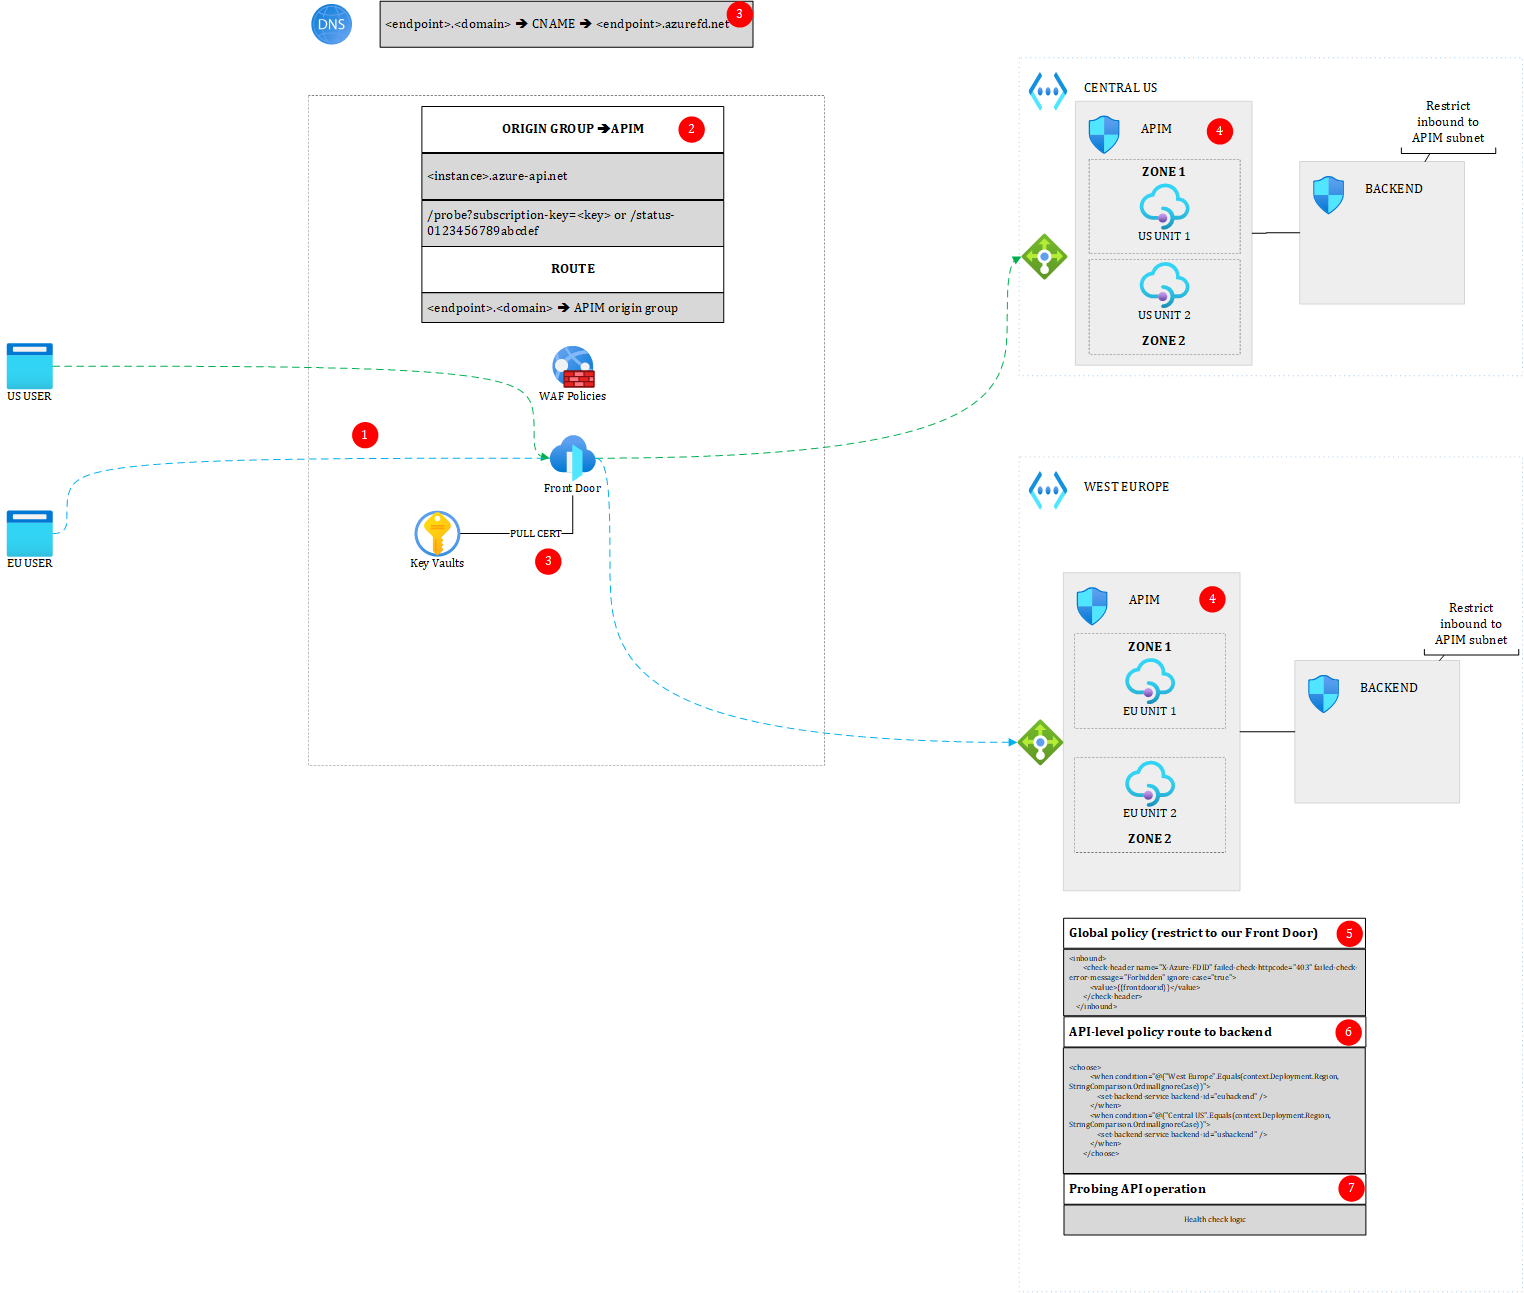 DNS
<endpoint>.<domain> 🡲 CNAME 🡲 <endpoint>.azurefd.net
3
ORIGIN GROUP 🡲APIM
2
<instance>.azure-api.net
/probe?subscription-key=<key> or /status-
0123456789abcdef
ROUTE
<endpoint>.<domain> 🡲 APIM origin group
WAF Policies
US USER
1
Front Door
EU USER
Key Vaults
PULL CERT
3
CENTRAL US
APIM
4
ZONE 1
US UNIT 1
US UNIT 2
ZONE 2
Restrict
inbound to
APIM subnet
BACKEND
WEST EUROPE
APIM
4
ZONE 1
EU UNIT 1
EU UNIT 2
ZONE 2
Restrict
inbound to
APIM subnet
BACKEND
Global policy (restrict to our Front Door)
5
<inbound>
<check-header name="X-Azure-FDID" failed-check-httpcode="403" failed-check-
error-message="Forbidden" ignore-case="true">
<value>{{frontdoorid}}</value>
</check-header>
</inbound>
API-level policy route to backend
6
<choose>
<when condition="@("West Europe".Equals(context.Deployment.Region,
StringComparison.OrdinalIgnoreCase))">
<set-backend-service backend-id="eubackend" />
</when>
<when condition="@("Central US".Equals(context.Deployment.Region,
StringComparison.OrdinalIgnoreCase))">
<set-backend-service backend-id="usbackend" />
</when>
</choose>
Probing API operation
7
Health check logic